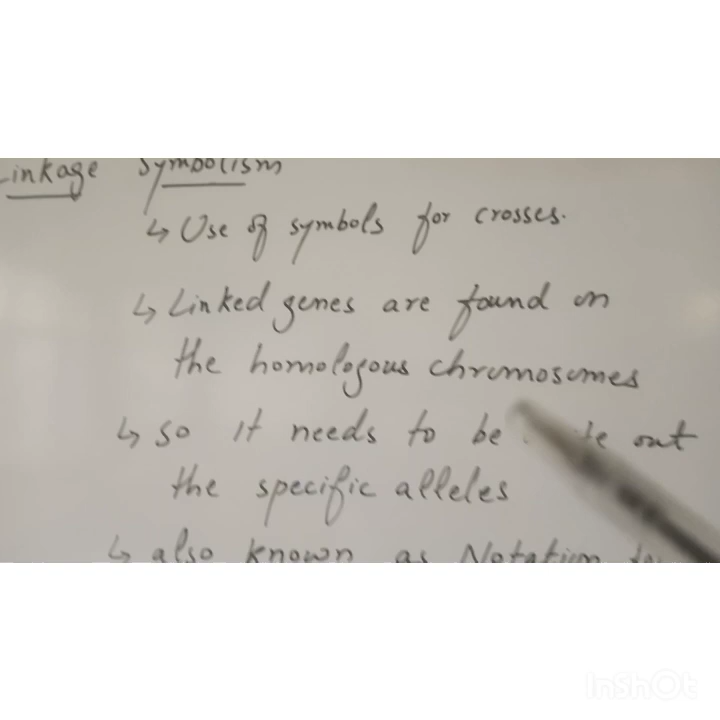 Linkage Symbolism
↳ Use of symbols for crosses.
↳ Linked genes are found on
the homologous chromosomes
↳ so it needs to be out
the specific alleles
↳ also known as Notation
InShOt